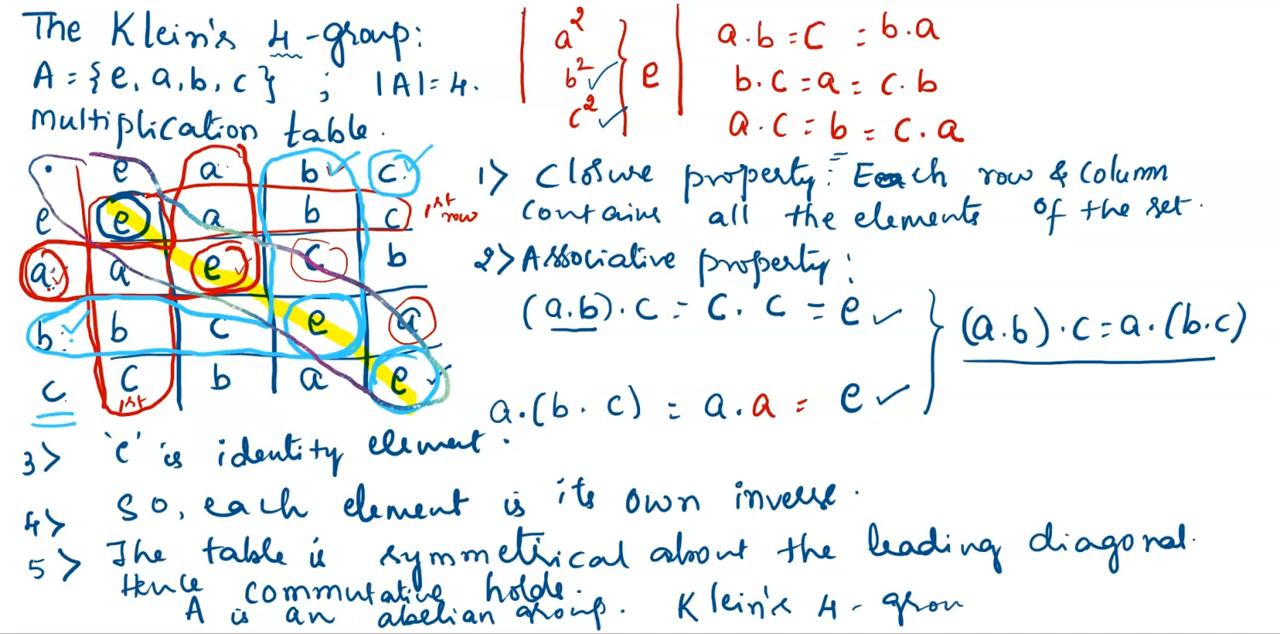 The Klein's 4-group:
A = {e, a, b, c} ; |A| = 4.
Multiplication table.
a²
b²
c²
} e
a.b = c = b.a
b.c = a = c.b
a.c = b = c.a
. e a b c
e e a b c 1st row
a a e c b
b b c e a
c c b a e
1st
1> Closure property: Each row & column
contains all the elements of the set.
2> Associative property:
(a.b).c = c.c = e
a.(b.c) = a.a = e
} (a.b).c = a.(b.c)
3> 'e' is identity element.
4> So, each element is its own inverse.
5> The table is symmetrical about the leading diagonal.
Hence commutative holds.
A is an abelian group. Klein's 4-grou